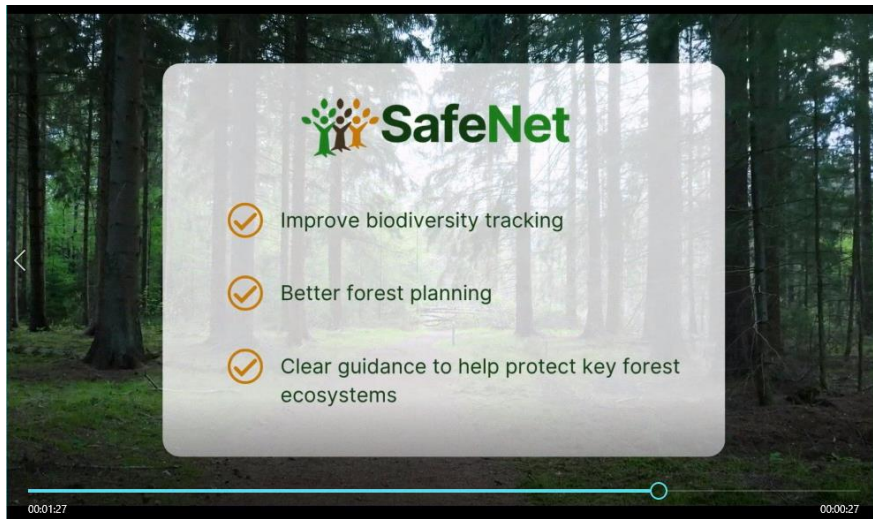 SafeNet
Improve biodiversity tracking
Better forest planning
Clear guidance to help protect key forest
ecosystems
00:01:27
00:00:27